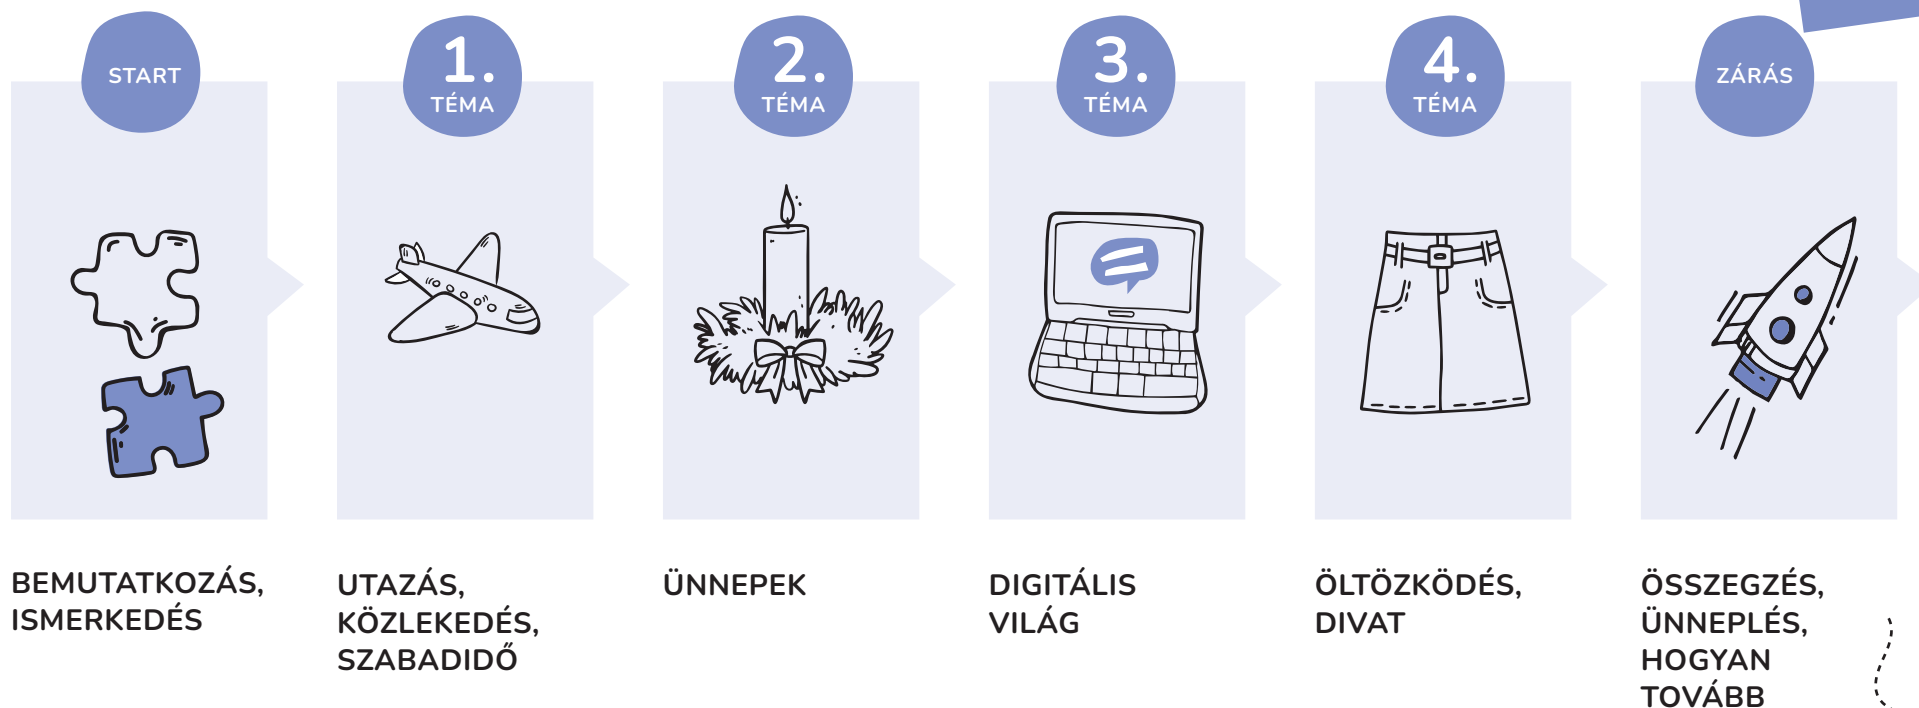 START
BEMUTATKOZÁS,
ISMERKEDÉS
1.
TÉMA
UTAZÁS,
KÖZLEKEDÉS,
SZABADIDŐ
2.
TÉMA
ÜNNEPEK
3.
TÉMA
DIGITÁLIS
VILÁG
4.
TÉMA
ÖLTÖZKÖDÉS,
DIVAT
ZÁRÁS
ÖSSZEGZÉS,
ÜNNEPLÉS,
HOGYAN
TOVÁBB